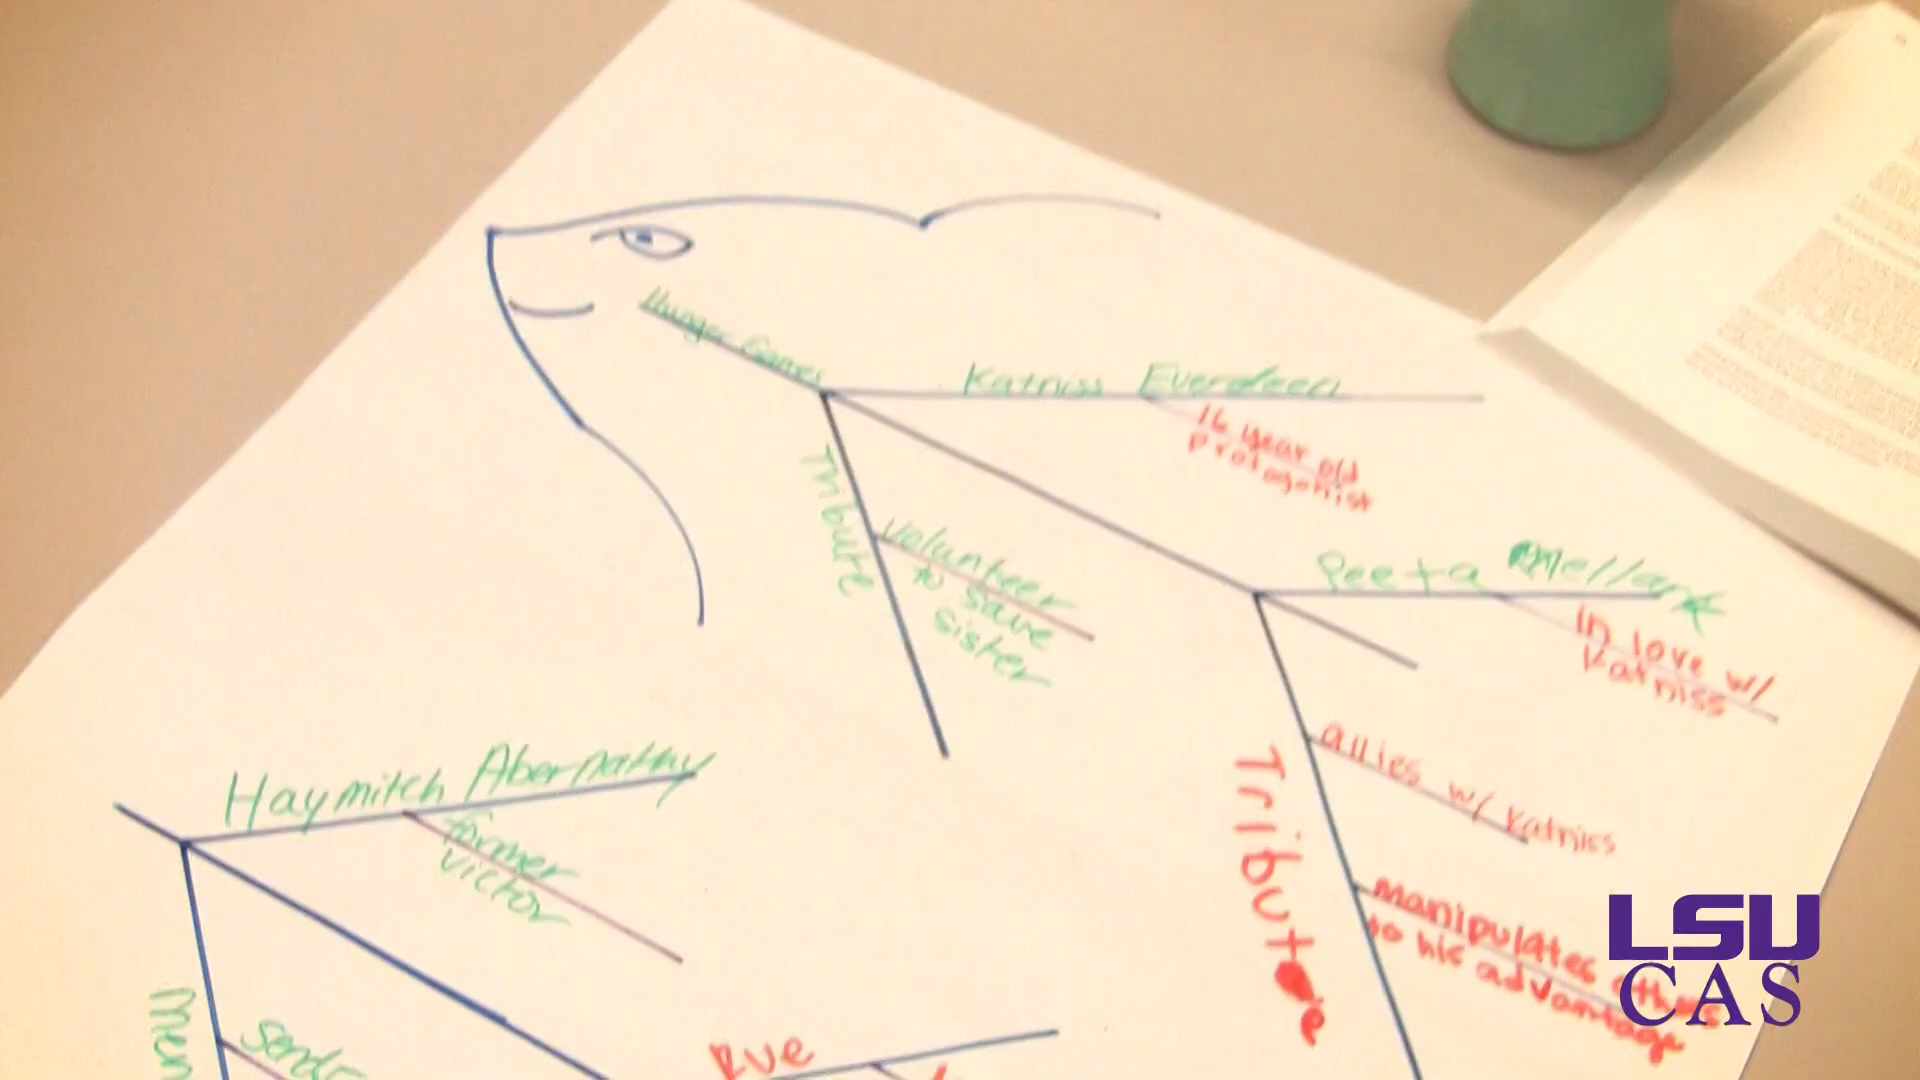 Hunger Games
Katniss Everdeen
16 year old
Protagonist
Tribute
Volunteer
to save
sister
Peeta Mellark
In love w/
Katniss
Tribute
allies w/ Katniss
manipulates others
to his advantage
Haymitch Abernathy
former
victor
Men
Rue
LSU
CAS